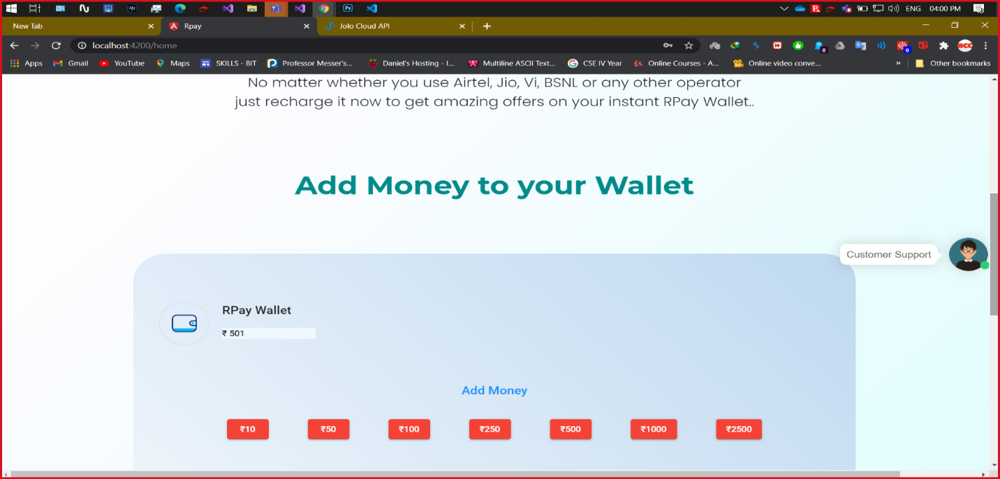 ENG 04:00 PM
New Tab Rpay Jolo Cloud API
localhost:4200/home
Apps Gmail YouTube Maps SKILLS - BIT Professor Messer's... Daniel's Hosting - I... Multiline ASCII Text... CSE IV Year Online Courses - A... Online video conve... » Other bookmarks
No matter whether you use Airtel, Jio, Vi, BSNL or any other operator
just recharge it now to get amazing offers on your instant RPay Wallet..
Add Money to your Wallet
Customer Support
RPay Wallet
₹ 501
Add Money
₹10 ₹50 ₹100 ₹250 ₹500 ₹1000 ₹2500